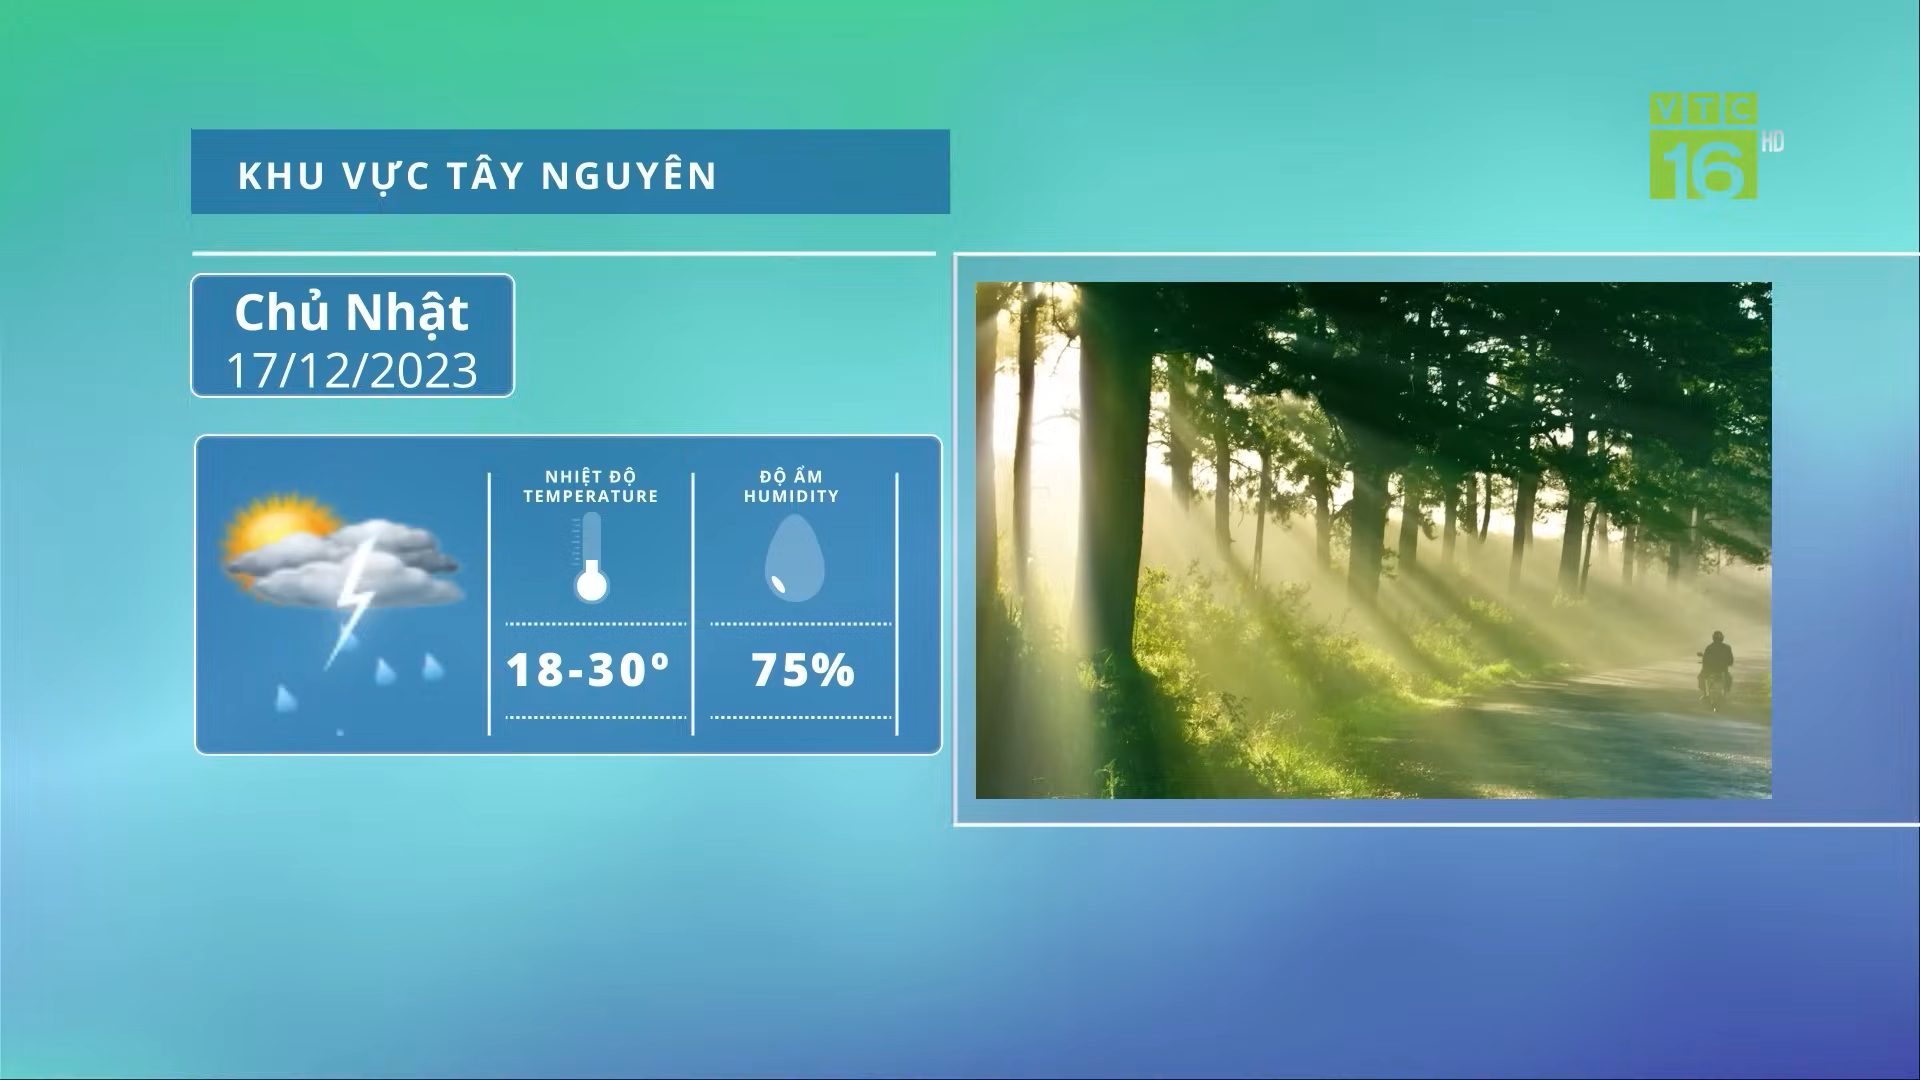 VTC
16 HD
KHU VỰC TÂY NGUYÊN
Chủ Nhật
17/12/2023
NHIỆT ĐỘ
TEMPERATURE
18-30º
ĐỘ ẨM
HUMIDITY
75%